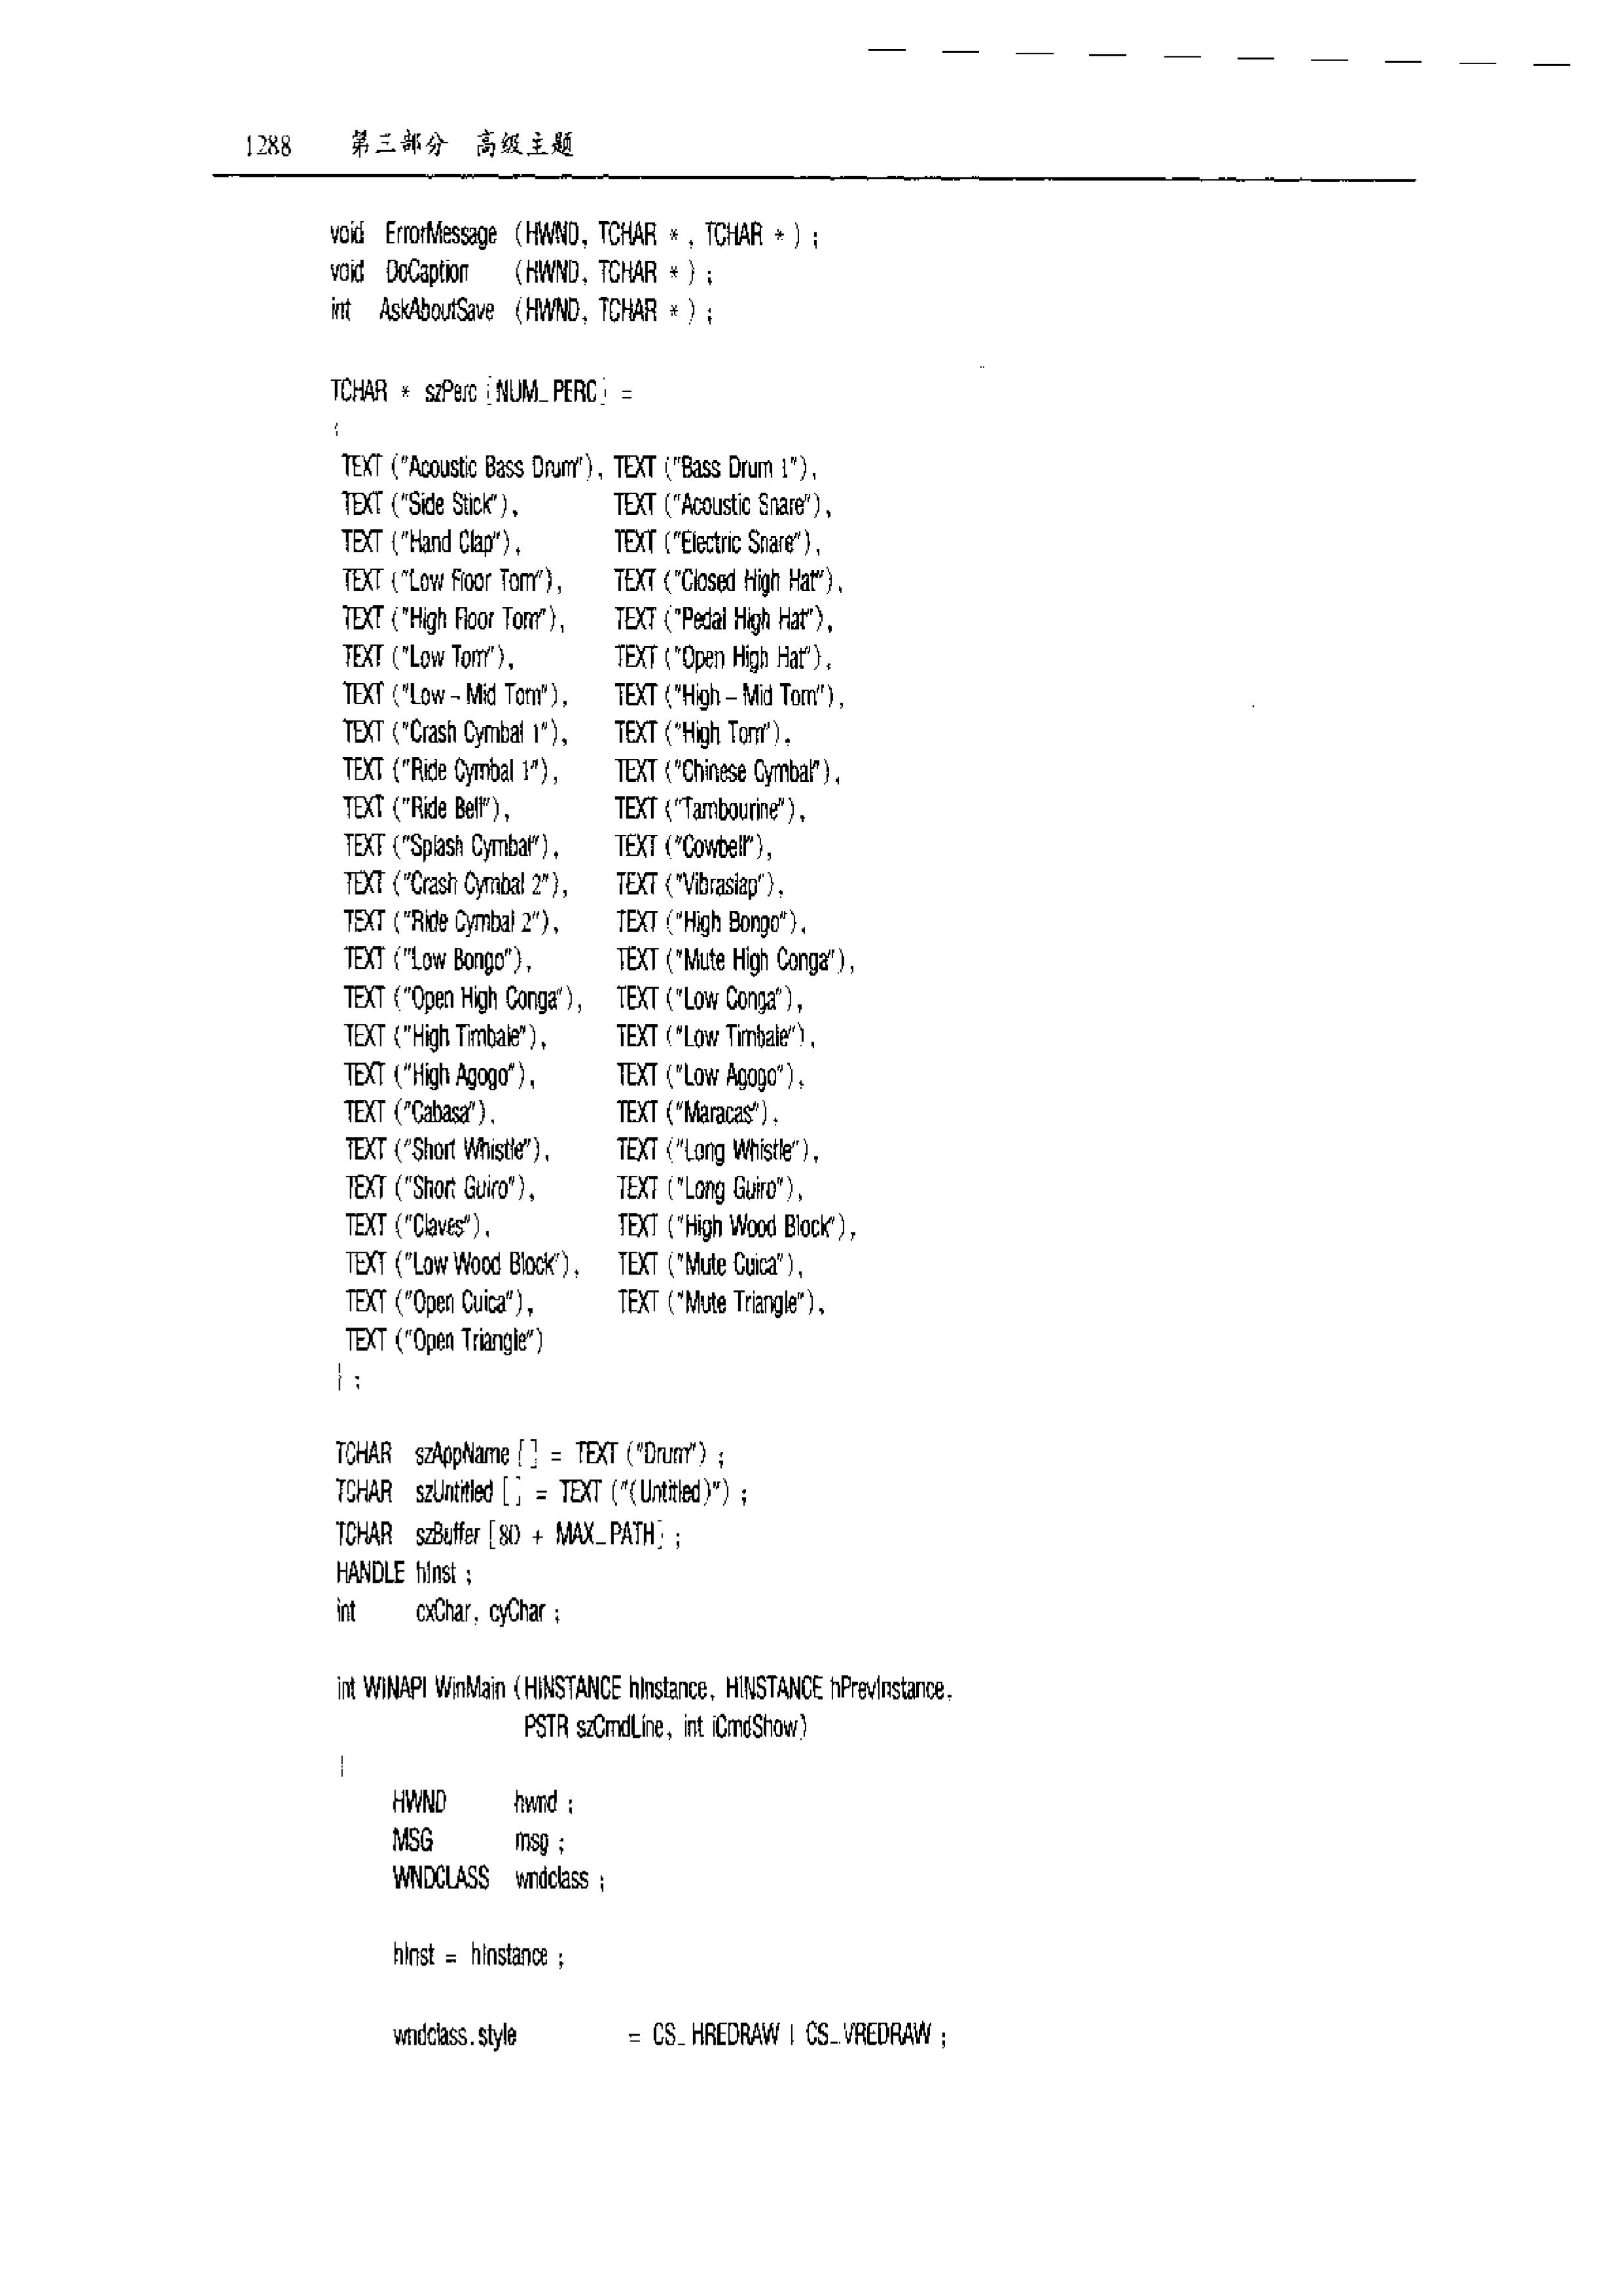 1288 第三部分 高级主题
void ErrorMessage (HWND, TCHAR * , TCHAR * ) ;
void DoCaption (HWND, TCHAR * ) ;
int AskAboutSave (HWND, TCHAR * ) ;
TCHAR * szPerc [NUM_PERC] =
{
TEXT ("Acoustic Bass Drum"), TEXT ("Bass Drum 1"),
TEXT ("Side Stick"), TEXT ("Acoustic Snare"),
TEXT ("Hand Clap"), TEXT ("Electric Snare"),
TEXT ("Low Floor Tom"), TEXT ("Closed High Hat"),
TEXT ("High Floor Tom"), TEXT ("Pedal High Hat"),
TEXT ("Low Tom"), TEXT ("Open High Hat"),
TEXT ("Low - Mid Tom"), TEXT ("High - Mid Tom"),
TEXT ("Crash Cymbal 1"), TEXT ("High Tom"),
TEXT ("Ride Cymbal 1"), TEXT ("Chinese Cymbal"),
TEXT ("Ride Bell"), TEXT ("Tambourine"),
TEXT ("Splash Cymbal"), TEXT ("Cowbell"),
TEXT ("Crash Cymbal 2"), TEXT ("Vibraslap"),
TEXT ("Ride Cymbal 2"), TEXT ("High Bongo"),
TEXT ("Low Bongo"), TEXT ("Mute High Conga"),
TEXT ("Open High Conga"), TEXT ("Low Conga"),
TEXT ("High Timbale"), TEXT ("Low Timbale"),
TEXT ("High Agogo"), TEXT ("Low Agogo"),
TEXT ("Cabasa"), TEXT ("Maracas"),
TEXT ("Short Whistle"), TEXT ("Long Whistle"),
TEXT ("Short Guiro"), TEXT ("Long Guiro"),
TEXT ("Claves"), TEXT ("High Wood Block"),
TEXT ("Low Wood Block"), TEXT ("Mute Cuica"),
TEXT ("Open Cuica"), TEXT ("Mute Triangle"),
TEXT ("Open Triangle")
} ;
TCHAR szAppName [] = TEXT ("Drum") ;
TCHAR szUntitled [] = TEXT ("(Untitled)") ;
TCHAR szBuffer [80 + MAX_PATH] ;
HANDLE hInst ;
int cxChar, cyChar ;
int WINAPI WinMain (HINSTANCE hInstance, HINSTANCE hPrevInstance,
PSTR szCmdLine, int iCmdShow)
{
HWND hwnd ;
MSG msg ;
WNDCLASS wndclass ;
hInst = hInstance ;
wndclass.style = CS_HREDRAW | CS_VREDRAW ;